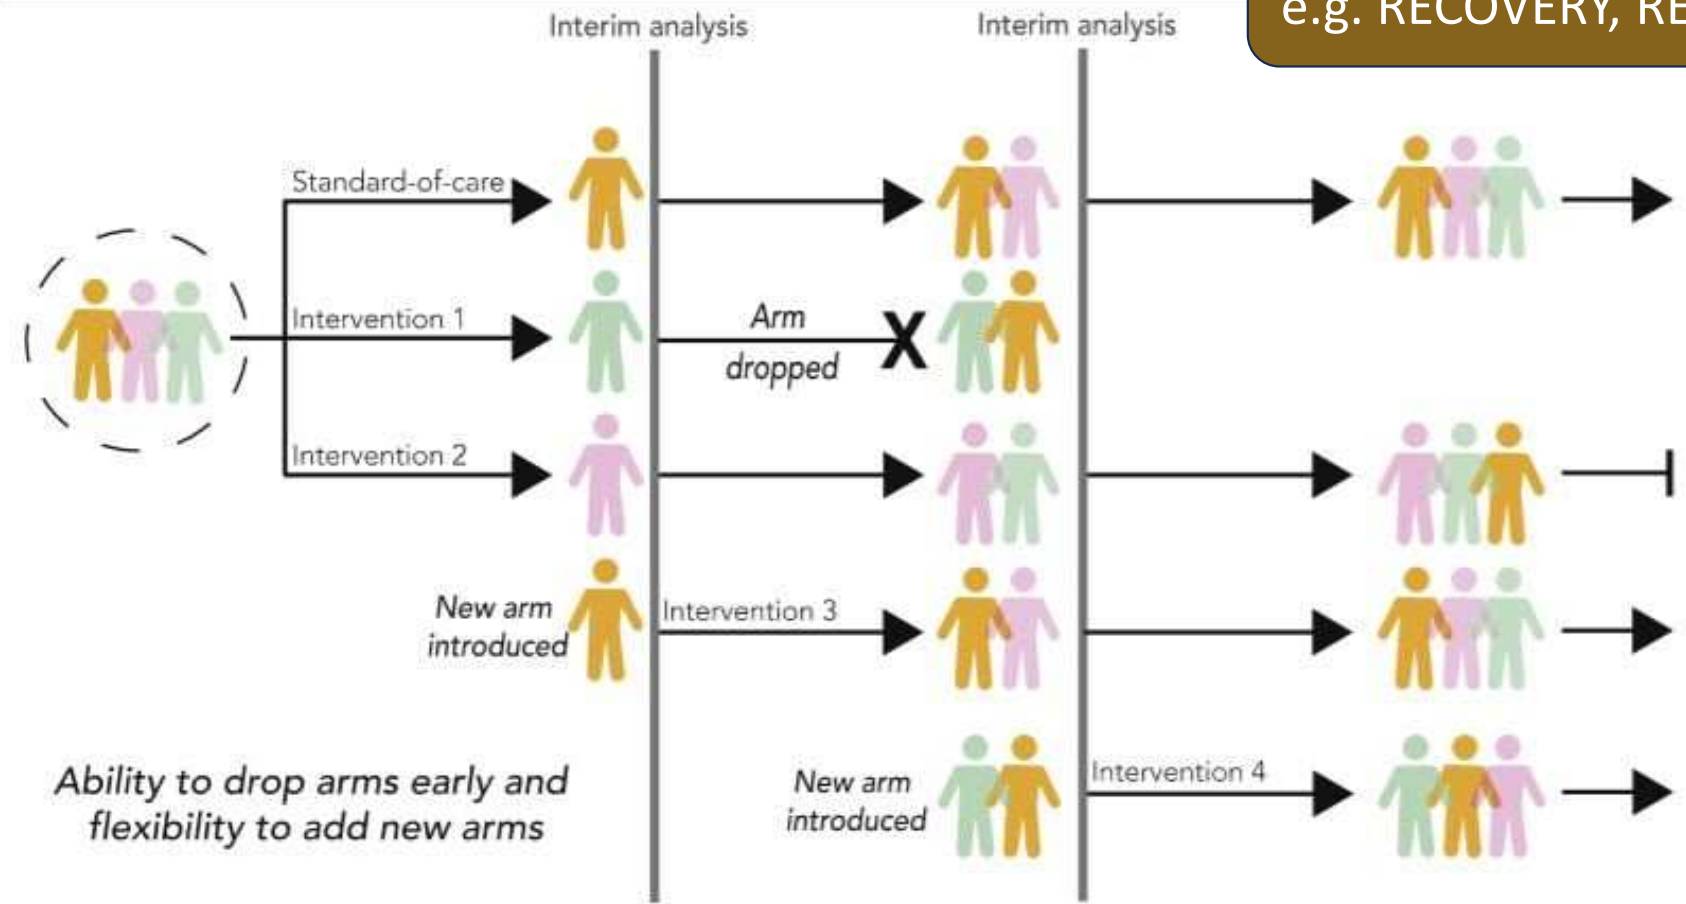 Interim analysis
Interim analysis
e.g. RECOVERY,
Standard-of-care
Intervention 1
Arm
dropped
X
Intervention 2
New arm
introduced
Intervention 3
Ability to drop arms early and
flexibility to add new arms
New arm
introduced
Intervention 4